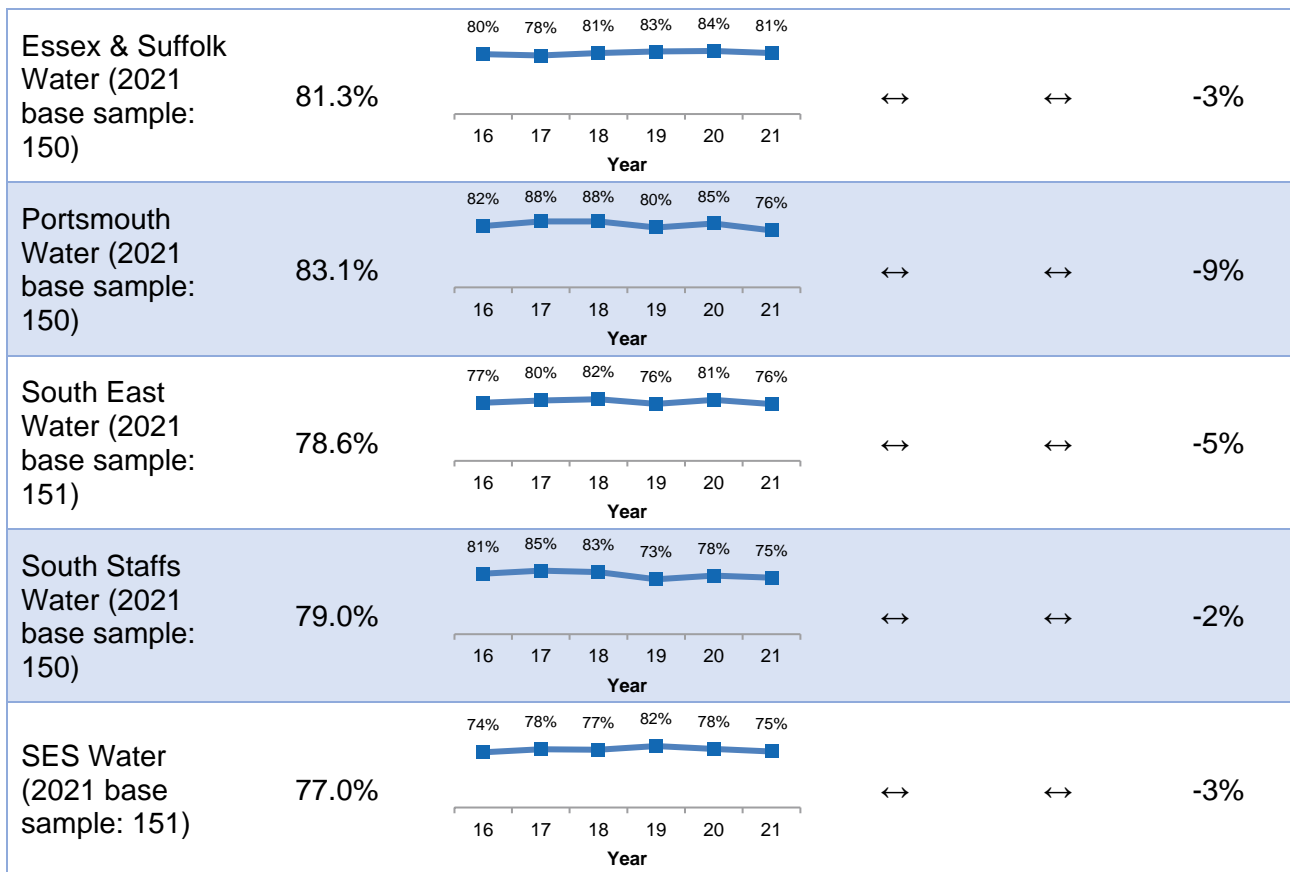 80% 78% 81% 83% 84% 81%
Essex & Suffolk
Water (2021
base sample:
150)
81.3%
↔ ↔ -3%
16 17 18 19 20 21
Year
82% 88% 88% 80% 85% 76%
Portsmouth
Water (2021
base sample:
150)
83.1%
↔ ↔ -9%
16 17 18 19 20 21
Year
77% 80% 82% 76% 81% 76%
South East
Water (2021
base sample:
151)
78.6%
↔ ↔ -5%
16 17 18 19 20 21
Year
81% 85% 83% 73% 78% 75%
South Staffs
Water (2021
base sample:
150)
79.0%
↔ ↔ -2%
16 17 18 19 20 21
Year
74% 78% 77% 82% 78% 75%
SES Water
(2021 base
sample: 151)
77.0%
↔ ↔ -3%
16 17 18 19 20 21
Year